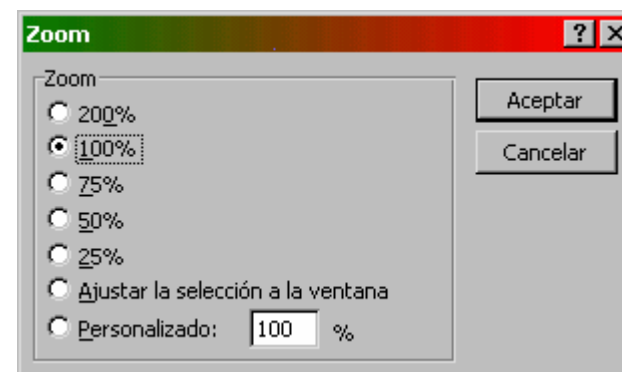 Zoom
Zoom
200%
100%
75%
50%
25%
Ajustar la selección a la ventana
Personalizado: 100 %
Aceptar
Cancelar